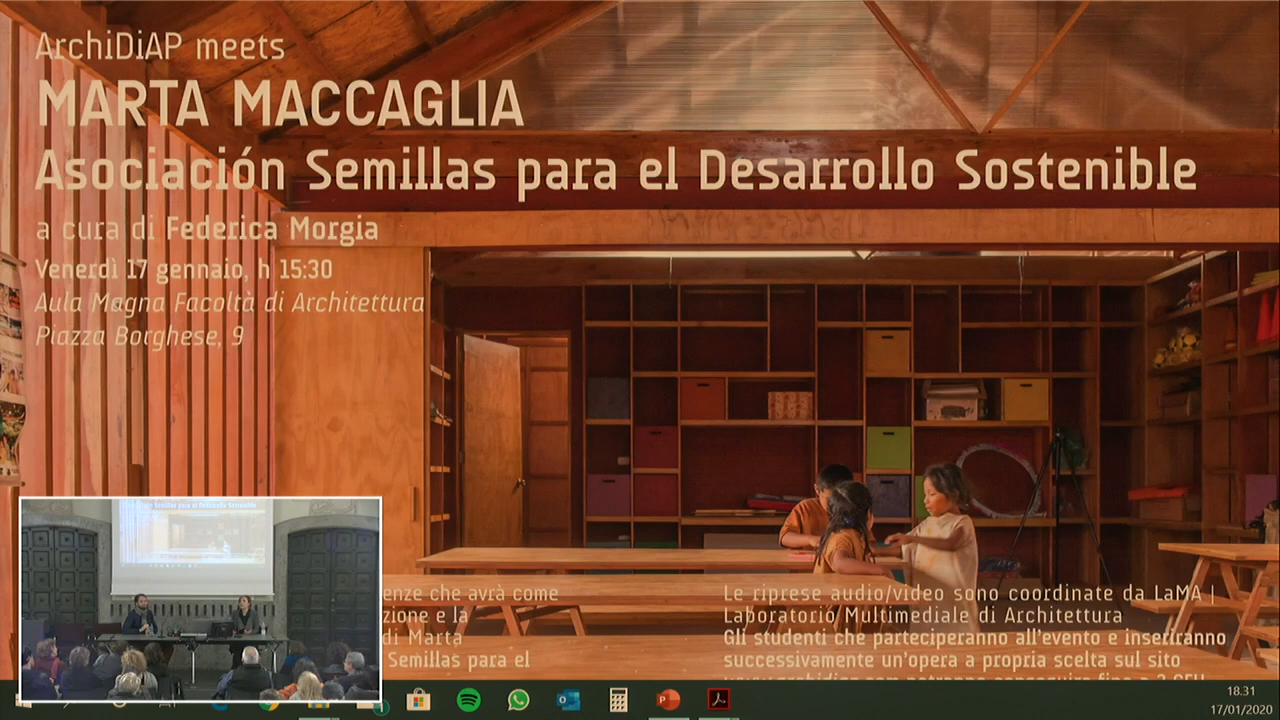 ArchiDiAP meets
MARTA MACCAGLIA
Asociación Semillas para el Desarrollo Sostenible
a cura di Federica Morgia
Venerdì 17 gennaio, h 15:30
Aula Magna Facoltà di Architettura
Piazza Borghese, 9
enze che avrà come
zione e la
di Marta
Semillas para el
Le riprese audio/video sono coordinate da LaMA |
Laboratorio Multimediale di Architettura
Gli studenti che parteciperanno all'evento e inseriranno
successivamente un'opera a propria scelta sul sito
18.31
17/01/2020